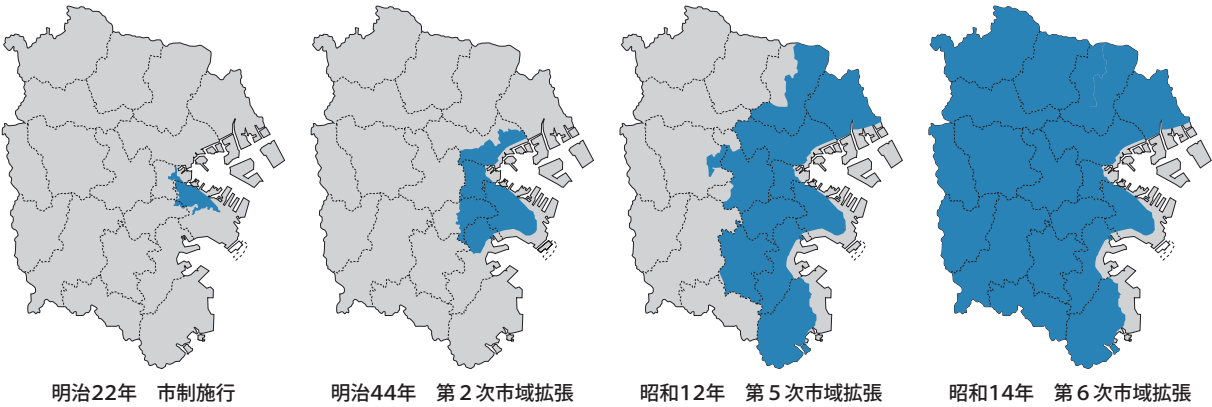 明治22年　市制施行
明治44年　第２次市域拡張
昭和12年　第５次市域拡張
昭和14年　第６次市域拡張